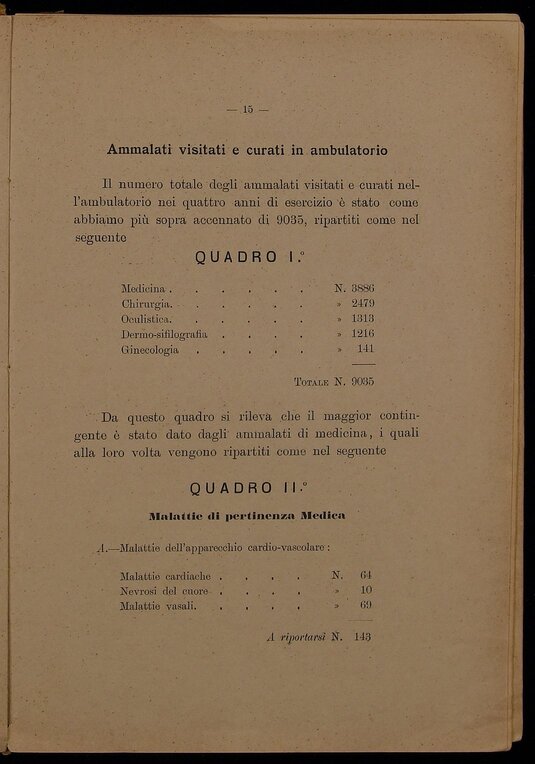 — 15 —
Ammalati visitati e curati in ambulatorio
Il numero totale degli ammalati visitati e curati nel-
l'ambulatorio nei quattro anni di esercizio è stato come
abbiamo più sopra accennato di 9035, ripartiti come nel
seguente
QUADRO I.°
Medicina . . . . . . N. 3886
Chirurgia. . . . . . » 2479
Oculistica. . . . . . » 1313
Dermo-sifilografia . . . . » 1216
Ginecologia . . . . . » 141
TOTALE N. 9035
Da questo quadro si rileva che il maggior contin-
gente è stato dato dagli ammalati di medicina, i quali
alla loro volta vengono ripartiti come nel seguente
QUADRO II.°
Malattie di pertinenza Medica
A.—Malattie dell'apparecchio cardio-vascolare :
Malattie cardiache . . . . N. 64
Nevrosi del cuore . . . . » 10
Malattie vasali. . . . . » 69
A riportarsi N. 143